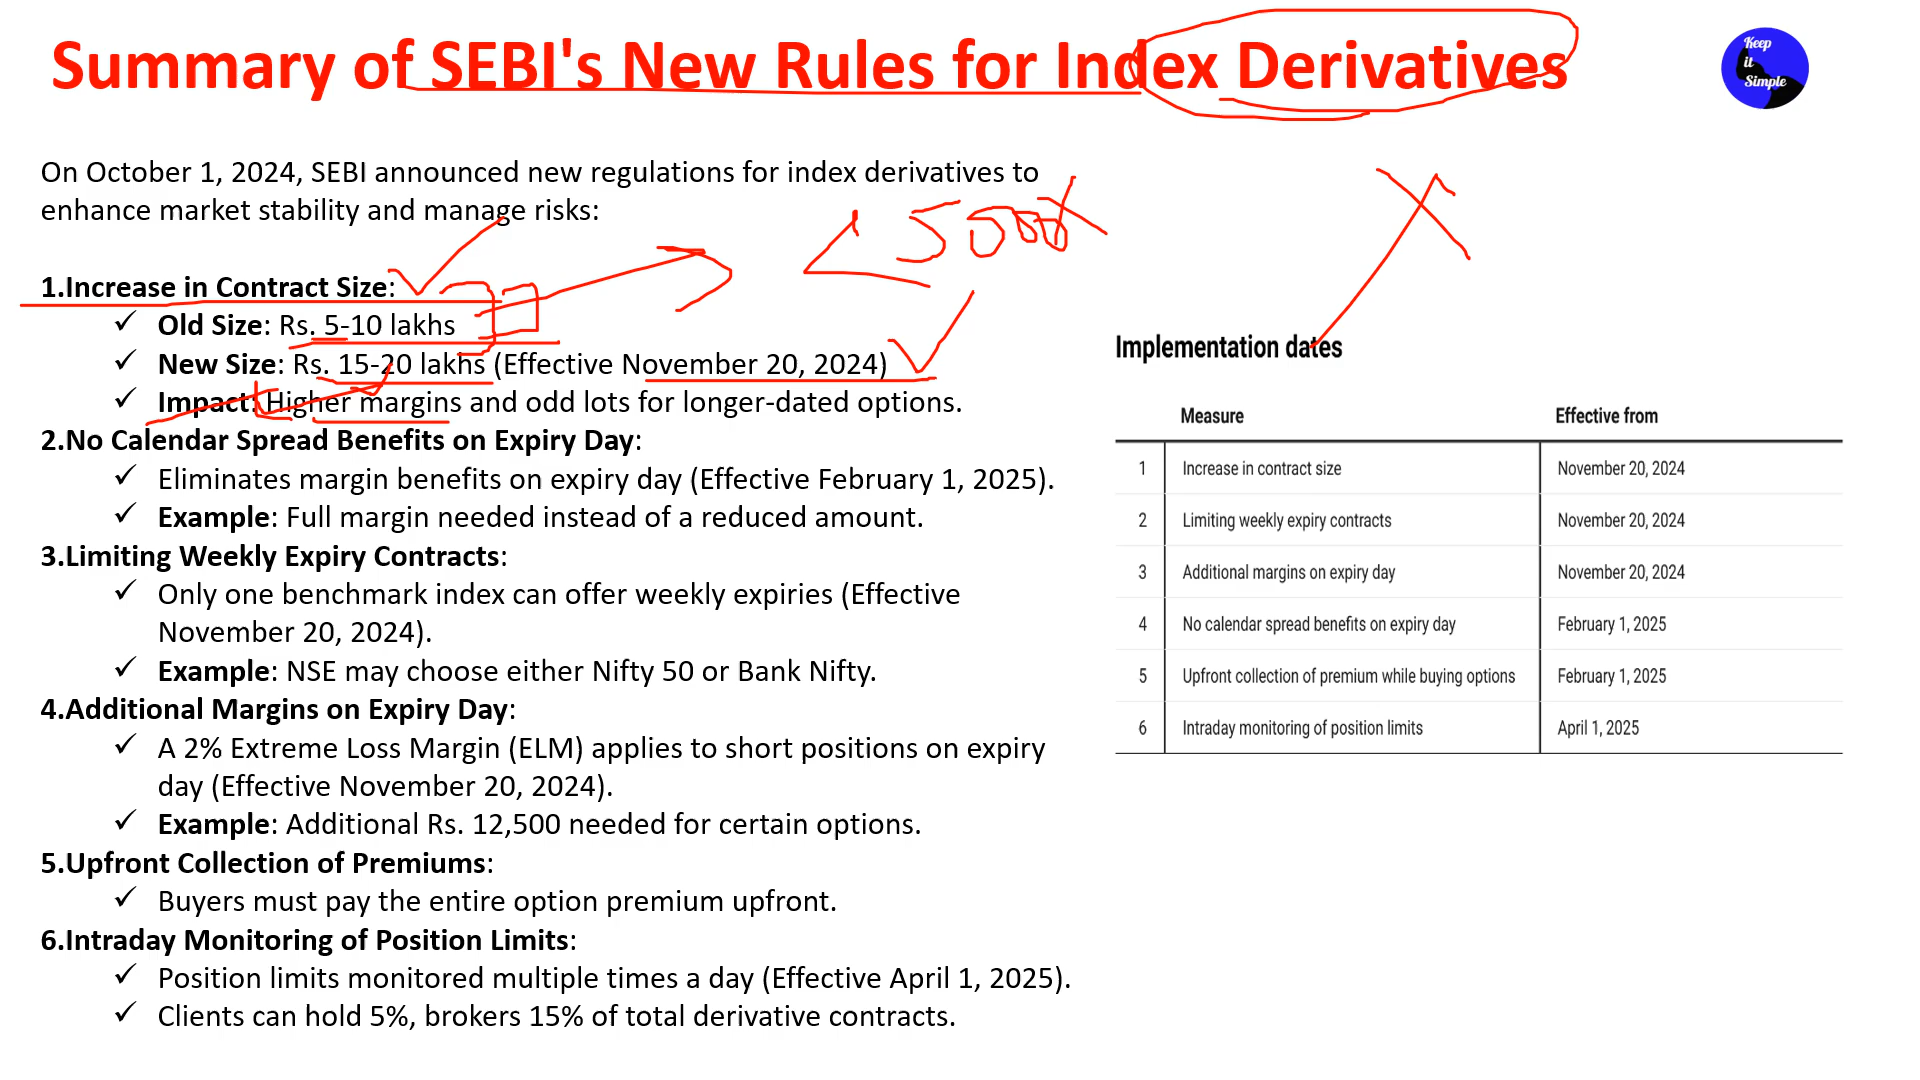 Summary of SEBI's New Rules for Index Derivatives
Keep
it
Simple
On October 1, 2024, SEBI announced new regulations for index derivatives to
enhance market stability and manage risks:
1.Increase in Contract Size:
✓ Old Size: Rs. 5-10 lakhs
✓ New Size: Rs. 15-20 lakhs (Effective November 20, 2024)
✓ Impact: Higher margins and odd lots for longer-dated options.
2.No Calendar Spread Benefits on Expiry Day:
✓ Eliminates margin benefits on expiry day (Effective February 1, 2025).
✓ Example: Full margin needed instead of a reduced amount.
3.Limiting Weekly Expiry Contracts:
✓ Only one benchmark index can offer weekly expiries (Effective
November 20, 2024).
✓ Example: NSE may choose either Nifty 50 or Bank Nifty.
4.Additional Margins on Expiry Day:
✓ A 2% Extreme Loss Margin (ELM) applies to short positions on expiry
day (Effective November 20, 2024).
✓ Example: Additional Rs. 12,500 needed for certain options.
5.Upfront Collection of Premiums:
✓ Buyers must pay the entire option premium upfront.
6.Intraday Monitoring of Position Limits:
✓ Position limits monitored multiple times a day (Effective April 1, 2025).
✓ Clients can hold 5%, brokers 15% of total derivative contracts.
Implementation dates
Measure Effective from
1 Increase in contract size November 20, 2024
2 Limiting weekly expiry contracts November 20, 2024
3 Additional margins on expiry day November 20, 2024
4 No calendar spread benefits on expiry day February 1, 2025
5 Upfront collection of premium while buying options February 1, 2025
6 Intraday monitoring of position limits April 1, 2025